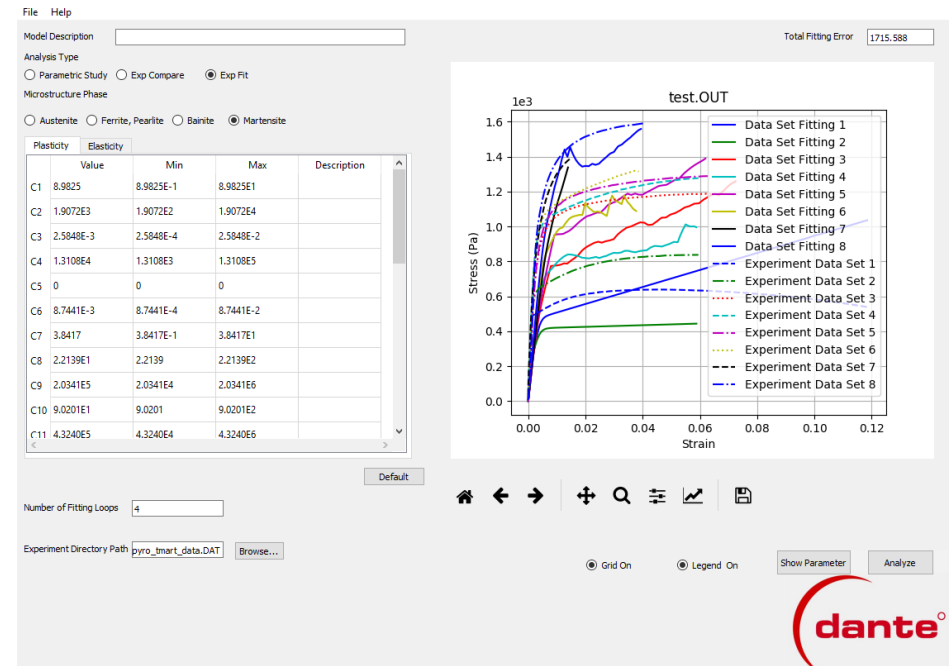 File Help
Model Description
Total Fitting Error 1715.588
Analysis Type
Parametric Study Exp Compare Exp Fit
Microstructure Phase
Austenite Ferrite, Pearlite Bainite Martensite
Plasticity Elasticity
Value Min Max Description
C1 8.9825 8.9825E-1 8.9825E1
C2 1.9072E3 1.9072E2 1.9072E4
C3 2.5848E-3 2.5848E-4 2.5848E-2
C4 1.3108E4 1.3108E3 1.3108E5
C5 0 0 0
C6 8.7441E-3 8.7441E-4 8.7441E-2
C7 3.8417 3.8417E-1 3.8417E1
C8 2.2139E1 2.2139 2.2139E2
C9 2.0341E5 2.0341E4 2.0341E6
C10 9.0201E1 9.0201 9.0201E2
C11 4.3240E5 4.3240E4 4.3240E6
Default
Number of Fitting Loops 4
Experiment Directory Path pyro_tmart_data.DAT Browse...
test.OUT
1e3
1.6
1.4
1.2
1.0
0.8
0.6
0.4
0.2
0.0
Stress (Pa)
0.00 0.02 0.04 0.06 0.08 0.10 0.12
Strain
Data Set Fitting 1
Data Set Fitting 2
Data Set Fitting 3
Data Set Fitting 4
Data Set Fitting 5
Data Set Fitting 6
Data Set Fitting 7
Data Set Fitting 8
Experiment Data Set 1
Experiment Data Set 2
Experiment Data Set 3
Experiment Data Set 4
Experiment Data Set 5
Experiment Data Set 6
Experiment Data Set 7
Experiment Data Set 8
Grid On Legend On Show Parameter Analyze
dante